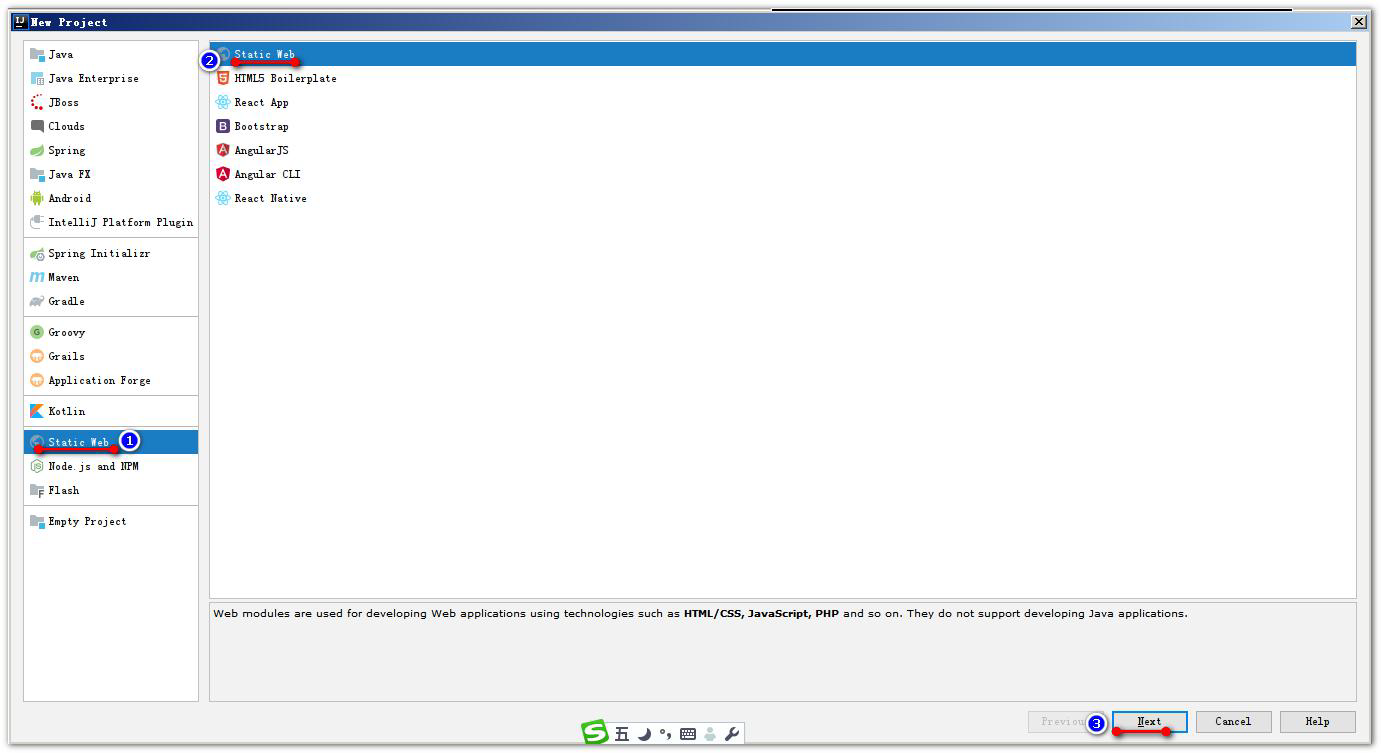 New Project
Java
Java Enterprise
JBoss
Clouds
Spring
Java FX
Android
IntelliJ Platform Plugin
Spring Initializr
Maven
Gradle
Groovy
Grails
Application Forge
Kotlin
Static Web 1
Node.js and NPM
Flash
Empty Project
2 Static Web
HTML5 Boilerplate
React App
Bootstrap
AngularJS
Angular CLI
React Native
Web modules are used for developing Web applications using technologies such as HTML/CSS, JavaScript, PHP and so on. They do not support developing Java applications.
Previou 3 Next Cancel Help
S 五